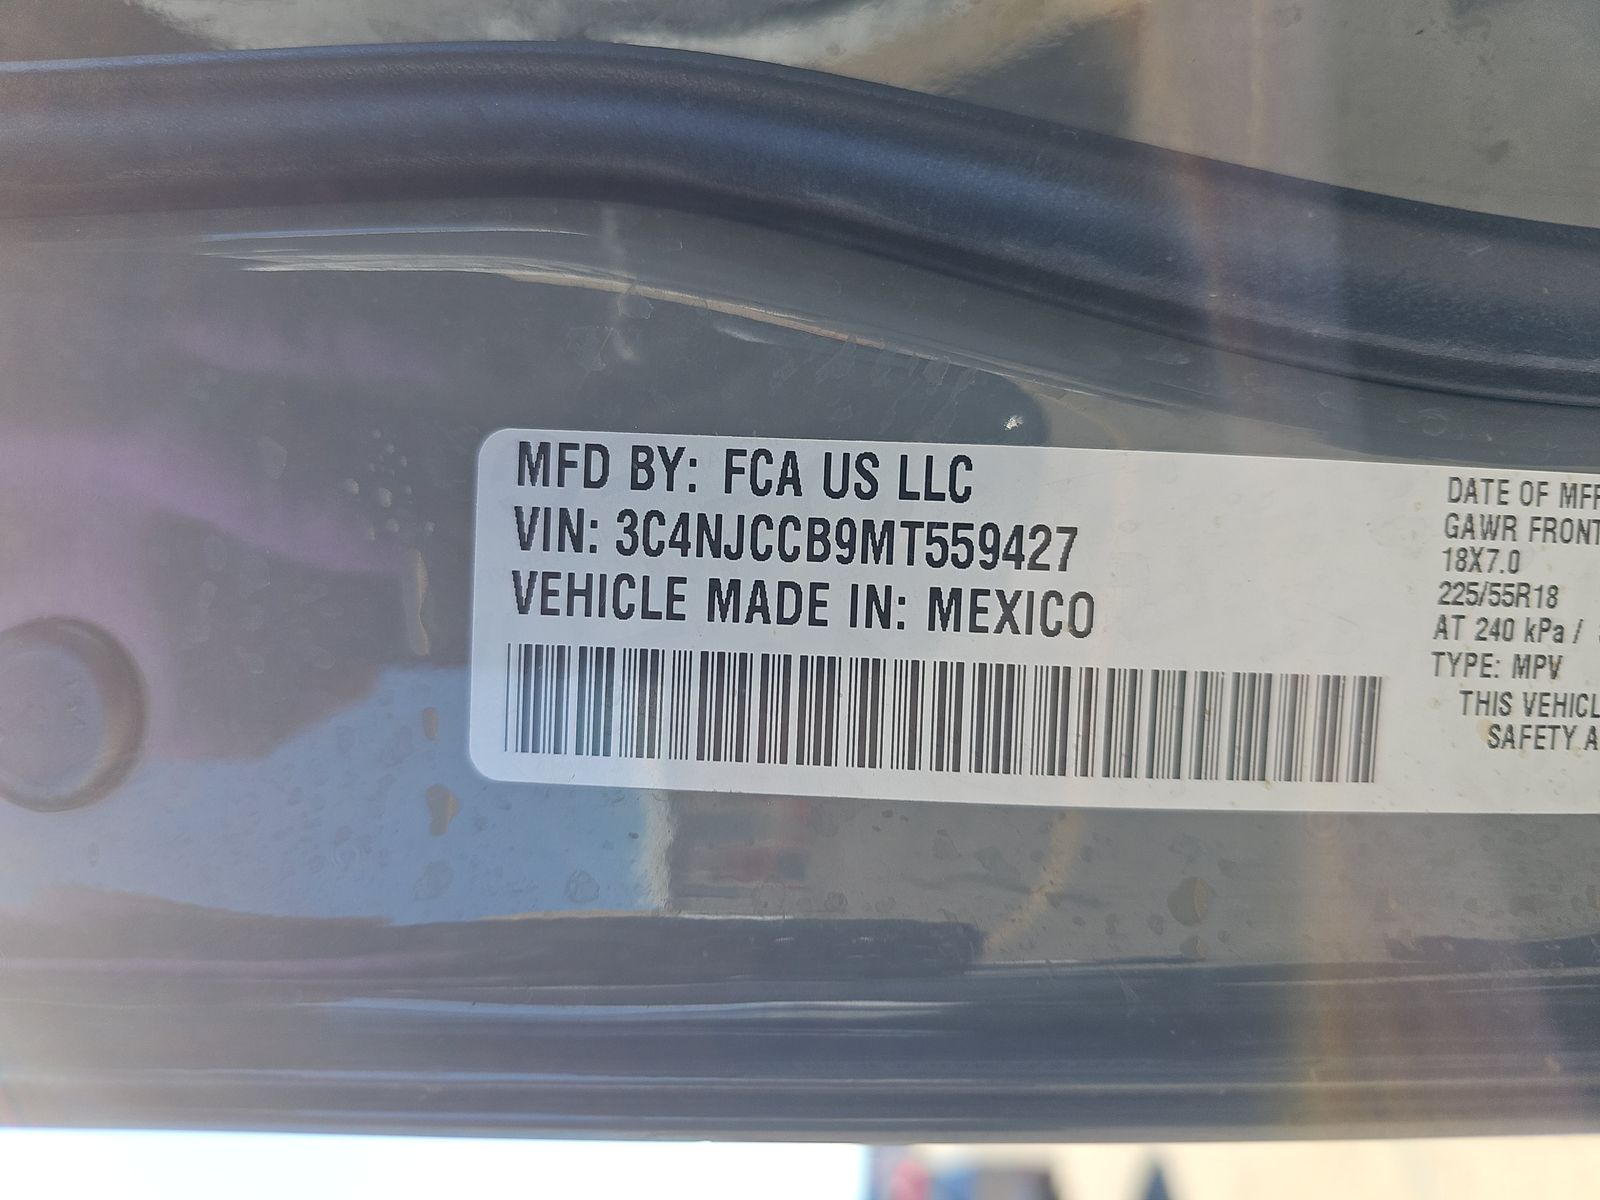 MFD BY: FCA US LLC
VIN: 3C4NJCCB9MT559427
VEHICLE MADE IN: MEXICO
DATE OF MFR
GAWR FRONT
18X7.0
225/55R18
AT 240 kPa /
TYPE: MPV
THIS VEHICL
SAFETY A